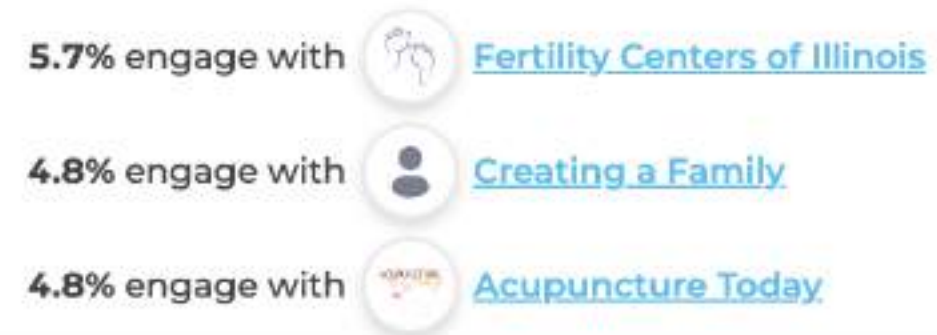 5.7% engage with Fertility Centers of Illinois
4.8% engage with Creating a Family
4.8% engage with Acupuncture Today